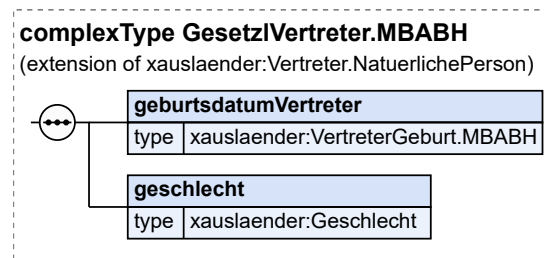 complexType GesetzlVertreter.MBABH
(extension of xauslaender:Vertreter.NatuerlichePerson)
geburtsdatumVertreter
type xauslaender:VertreterGeburt.MBABH
geschlecht
type xauslaender:Geschlecht